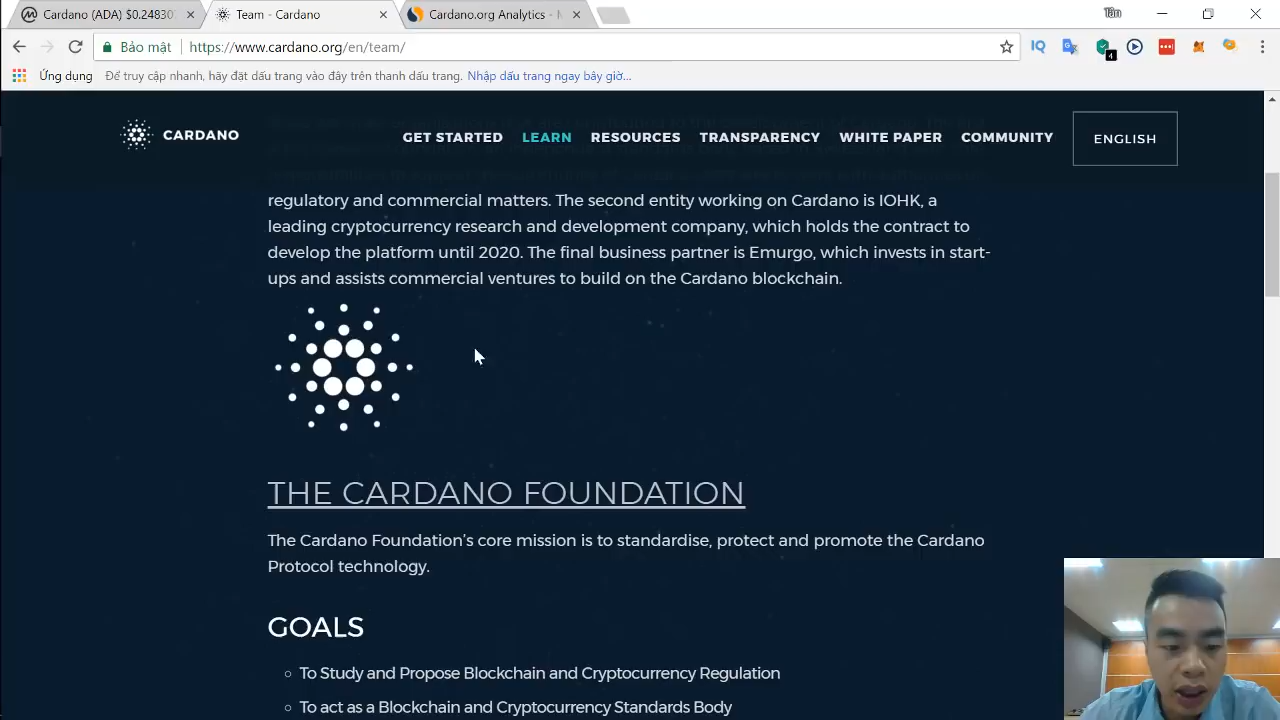 Cardano (ADA) $0.24830
Team - Cardano
Cardano.org Analytics - M
Tân
Bảo mật
https://www.cardano.org/en/team/
4
Ứng dụng
Để truy cập nhanh, hãy đặt dấu trang vào đây trên thanh dấu trang.
Nhập dấu trang ngay bây giờ...
CARDANO
GET STARTED
LEARN
RESOURCES
TRANSPARENCY
WHITE PAPER
COMMUNITY
ENGLISH
regulatory and commercial matters. The second entity working on Cardano is IOHK, a
leading cryptocurrency research and development company, which holds the contract to
develop the platform until 2020. The final business partner is Emurgo, which invests in start-
ups and assists commercial ventures to build on the Cardano blockchain.
THE CARDANO FOUNDATION
The Cardano Foundation's core mission is to standardise, protect and promote the Cardano
Protocol technology.
GOALS
To Study and Propose Blockchain and Cryptocurrency Regulation
To act as a Blockchain and Cryptocurrency Standards Body